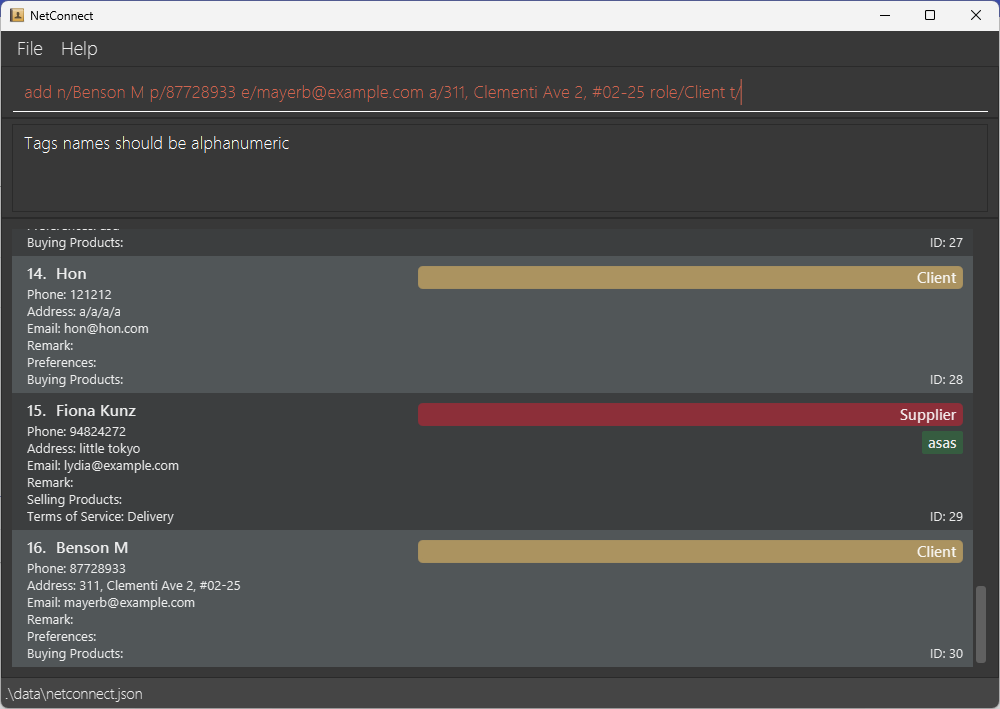 NetConnect
File Help
add n/Benson M p/87728933 e/mayerb@example.com a/311, Clementi Ave 2, #02-25 role/Client t/
Tags names should be alphanumeric
Buying Products: ID: 27
14. Hon Client
Phone: 121212
Address: a/a/a/a
Email: hon@hon.com
Remark:
Preferences:
Buying Products: ID: 28
15. Fiona Kunz Supplier
Phone: 94824272 asas
Address: little tokyo
Email: lydia@example.com
Remark:
Selling Products:
Terms of Service: Delivery ID: 29
16. Benson M Client
Phone: 87728933
Address: 311, Clementi Ave 2, #02-25
Email: mayerb@example.com
Remark:
Preferences:
Buying Products: ID: 30
.\data\netconnect.json